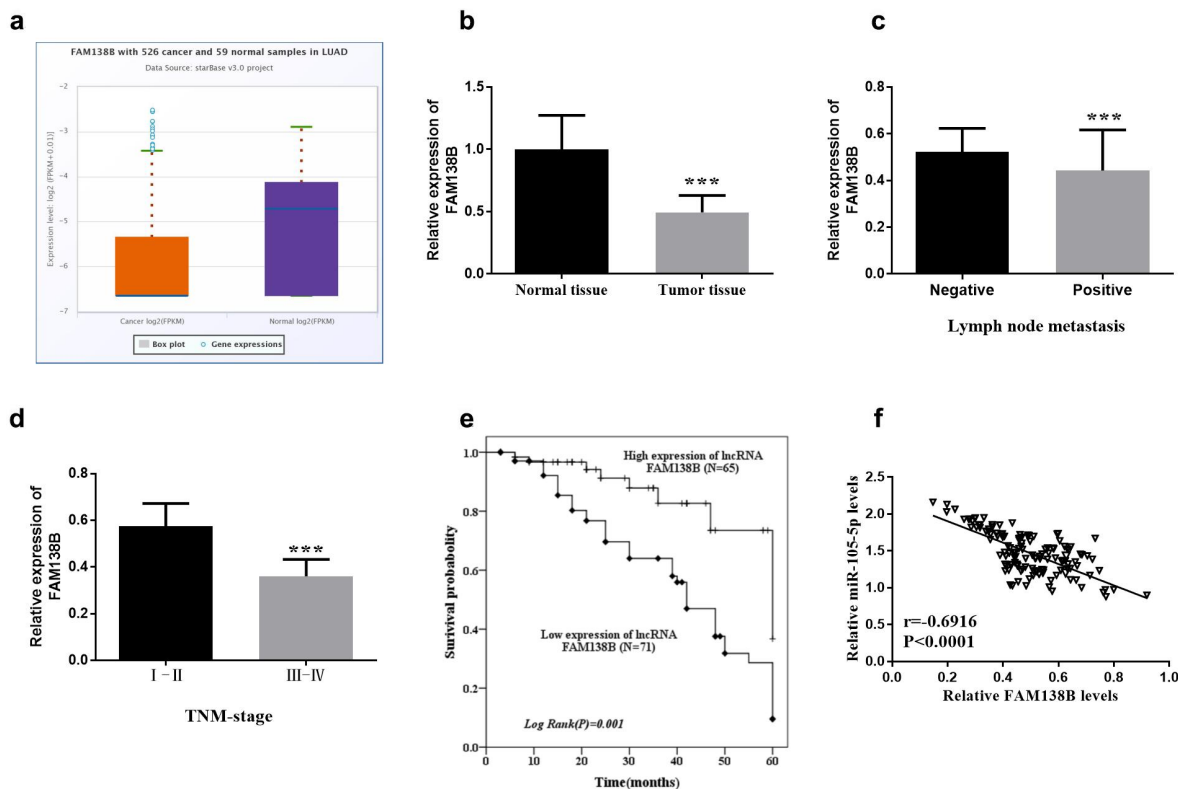 a
FAM138B with 526 cancer and 59 normal samples in LUAD
Data Source: starBase v3.0 project
Expression level: log2 (FPKM+0.01)]
-2
-3
-4
-5
-6
-7
Cancer log2(FPKM)
Normal log2(FPKM)
Box plot
Gene expressions
b
Relative expression of
FAM138B
1.5
1.0
0.5
0.0
***
Normal tissue
Tumor tissue
c
Relative expression of
FAM138B
0.8
0.6
0.4
0.2
0.0
***
Negative
Positive
Lymph node metastasis
d
Relative expression of
FAM138B
0.8
0.6
0.4
0.2
0.0
***
I-II
III-IV
TNM-stage
e
Surivival probabolity
1.0
0.8
0.6
0.4
0.2
0.0
High expression of lncRNA
FAM138B (N=65)
Low expression of lncRNA
FAM138B (N=71)
Log Rank(P)=0.001
0 10 20 30 40 50 60
Time(months)
f
Relative miR-105-5p levels
2.5
2.0
1.5
1.0
0.5
0.0
r=-0.6916
P<0.0001
0.0 0.2 0.4 0.6 0.8 1.0
Relative FAM138B levels